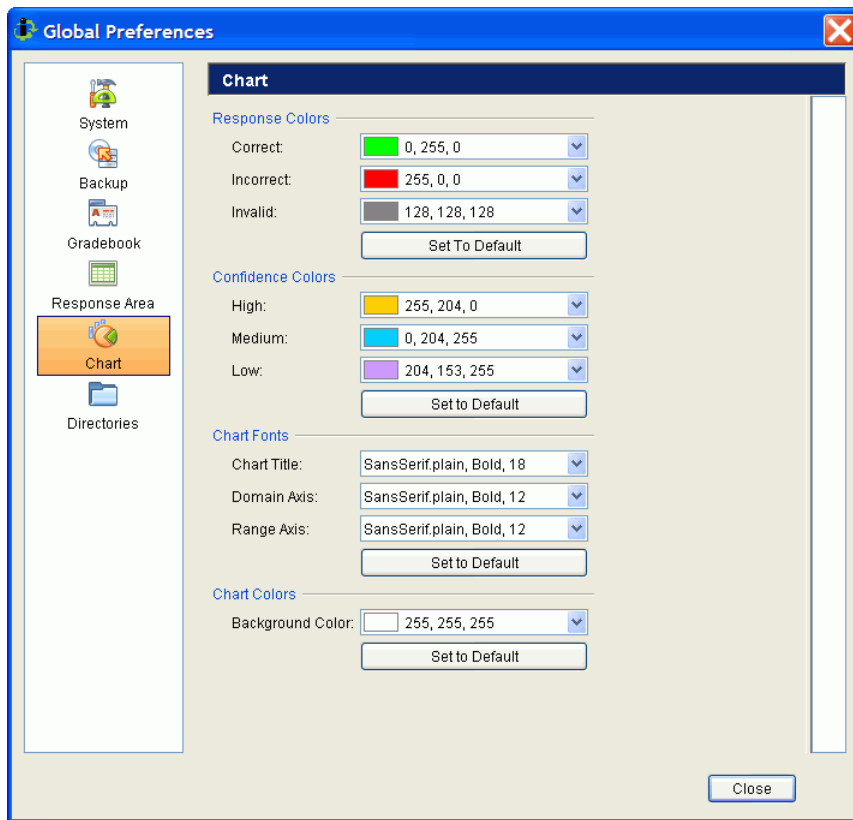 Global Preferences
System
Backup
Gradebook
Response Area
Chart
Directories
Chart
Response Colors
Correct: 0, 255, 0
Incorrect: 255, 0, 0
Invalid: 128, 128, 128
Set To Default
Confidence Colors
High: 255, 204, 0
Medium: 0, 204, 255
Low: 204, 153, 255
Set to Default
Chart Fonts
Chart Title: SansSerif.plain, Bold, 18
Domain Axis: SansSerif.plain, Bold, 12
Range Axis: SansSerif.plain, Bold, 12
Set to Default
Chart Colors
Background Color: 255, 255, 255
Set to Default
Close